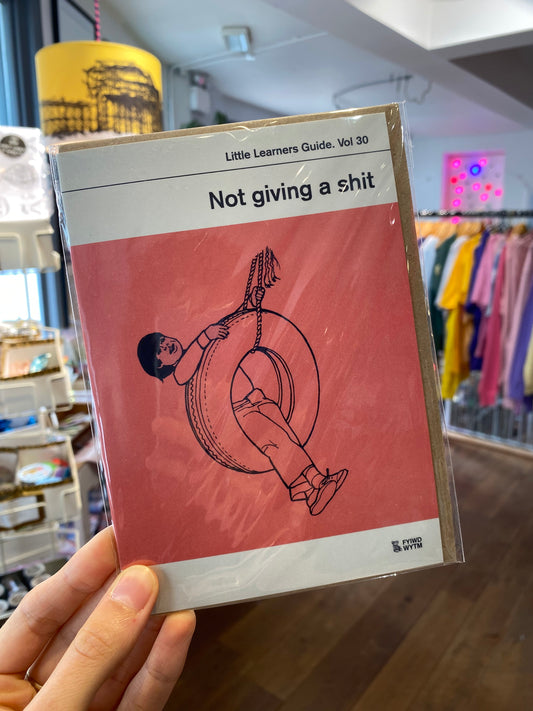 Little Learners Guide. Vol 30
Not giving a shit
FYIWD
WYTM